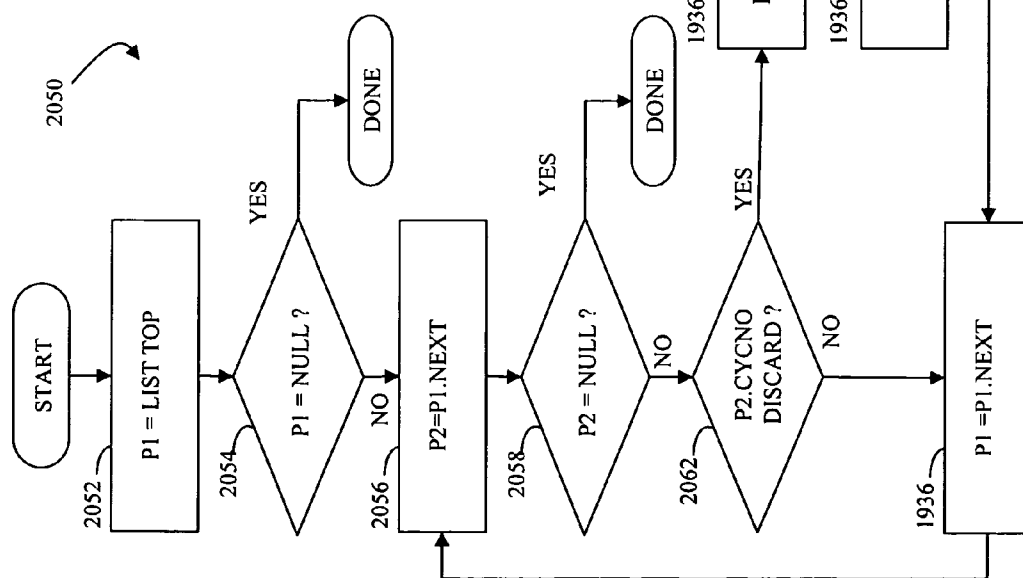 2050
START
2052
P1 = LIST TOP
2054
P1 = NULL ?
YES
DONE
NO
2056
P2=P1.NEXT
2058
P2 = NULL ?
YES
DONE
NO
2062
P2.CYCNO
DISCARD ?
YES
1936
1936
NO
1936
P1 =P1.NEXT